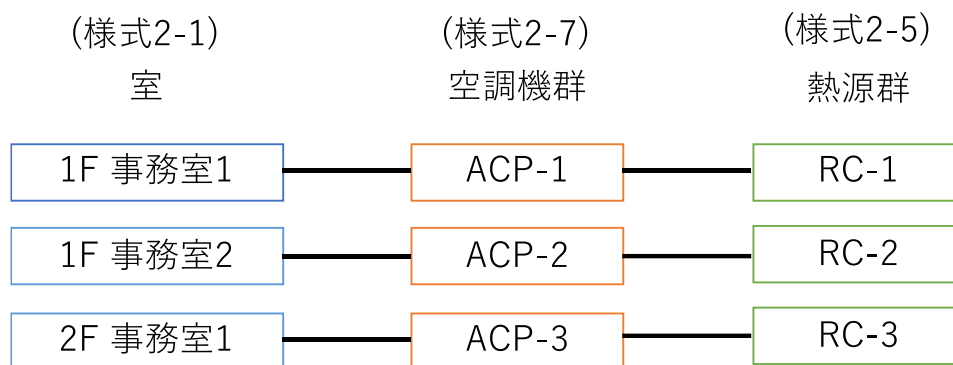 (様式2-1) (様式2-7) (様式2-5)
室 空調機群 熱源群
1F 事務室1 ACP-1 RC-1
1F 事務室2 ACP-2 RC-2
2F 事務室1 ACP-3 RC-3